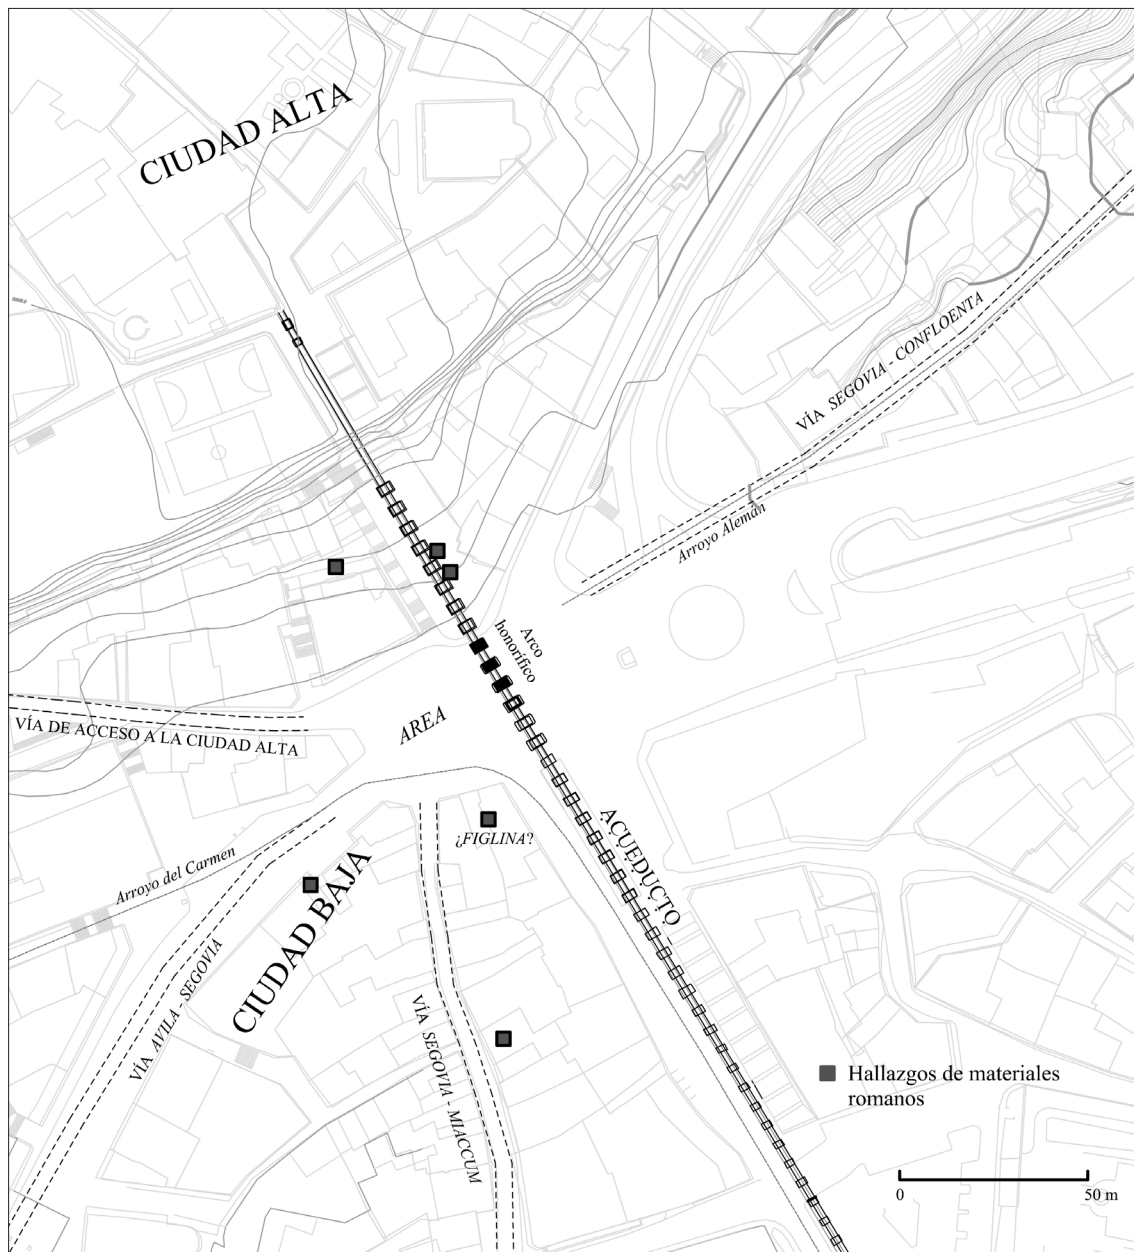 CIUDAD ALTA
VÍA SEGOVIA - CONFLOENTA
Arroyo Alemán
Arco
honorífico
AREA
VÍA DE ACCESO A LA CIUDAD ALTA
¿FIGLINA?
ACUEDUCTO
Arroyo del Carmen
CIUDAD BAJA
VÍA AVILA - SEGOVIA
VÍA SEGOVIA - MIACCUM
Hallazgos de materiales
romanos
0 50 m